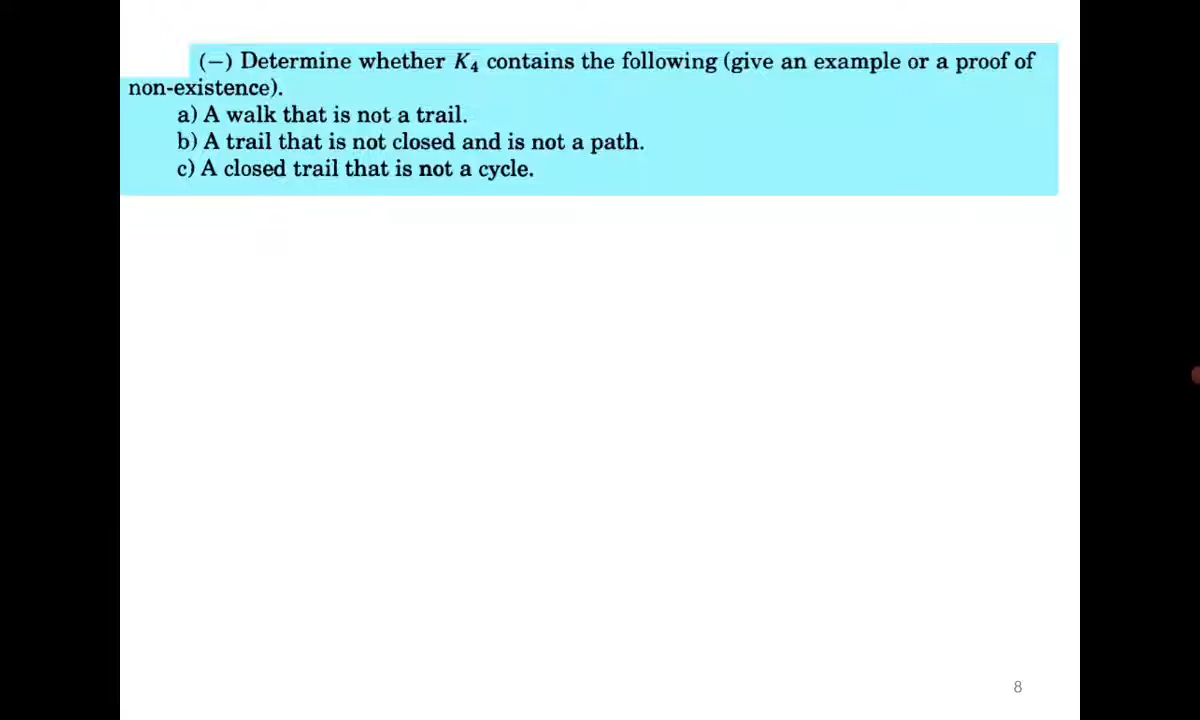 (−) Determine whether K₄ contains the following (give an example or a proof of
non-existence).
a) A walk that is not a trail.
b) A trail that is not closed and is not a path.
c) A closed trail that is not a cycle.
8